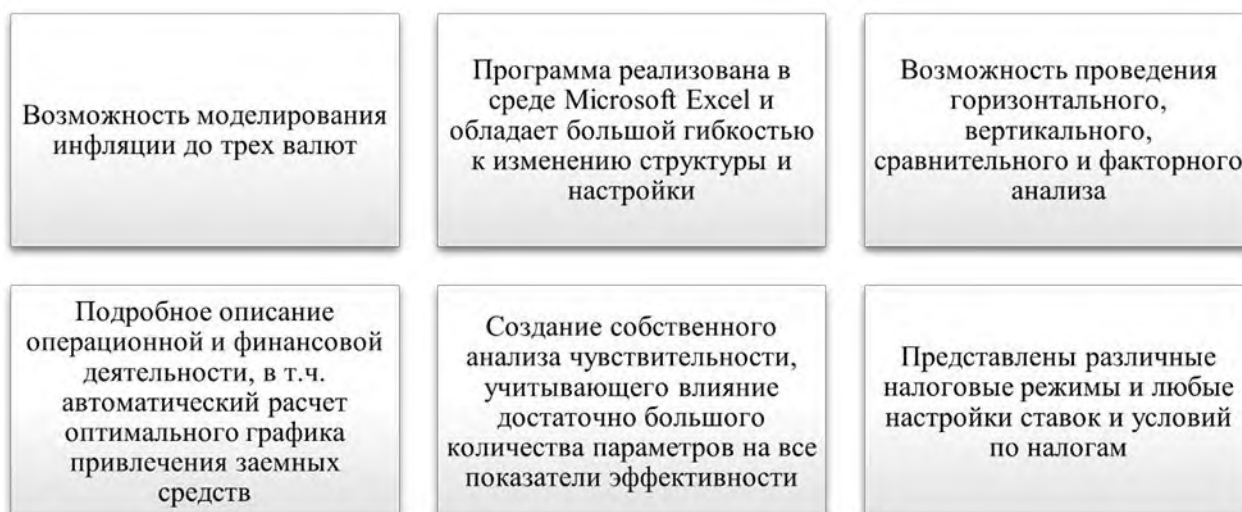 Возможность моделирования
инфляции до трех валют
Программа реализована в
среде Microsoft Excel и
обладает большой гибкостью
к изменению структуры и
настройки
Возможность проведения
горизонтального,
вертикального,
сравнительного и факторного
анализа
Подробное описание
операционной и финансовой
деятельности, в т.ч.
автоматический расчет
оптимального графика
привлечения заемных
средств
Создание собственного
анализа чувствительности,
учитывающего влияние
достаточно большого
количества параметров на все
показатели эффективности
Представлены различные
налоговые режимы и любые
настройки ставок и условий
по налогам